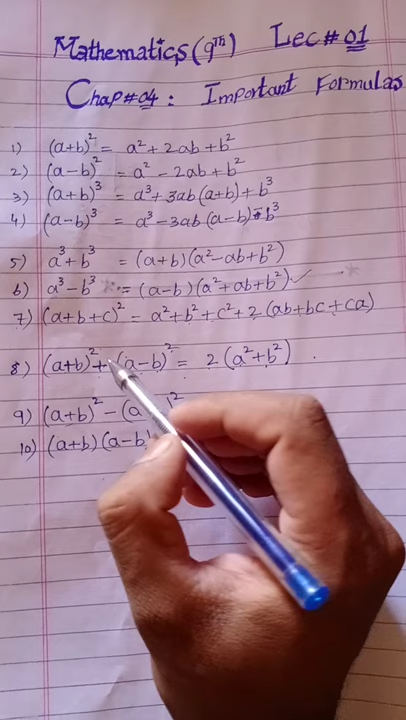 Mathematics (9th) Lec # 01
Chap # 04 : Important Formulas
1) (a+b)² = a² + 2ab + b²
2) (a-b)² = a² - 2ab + b²
3) (a+b)³ = a³ + 3ab (a+b) + b³
4) (a-b)³ = a³ - 3ab (a-b) - b³
5) a³ + b³ = (a+b) (a² - ab + b²)
6) a³ - b³ = (a-b) (a² + ab + b²)
7) (a+b+c)² = a² + b² + c² + 2 (ab + bc + ca)
8) (a+b)² + (a-b)² = 2 (a² + b²)
9) (a+b)² - (a )²
10) (a+b) (a-b